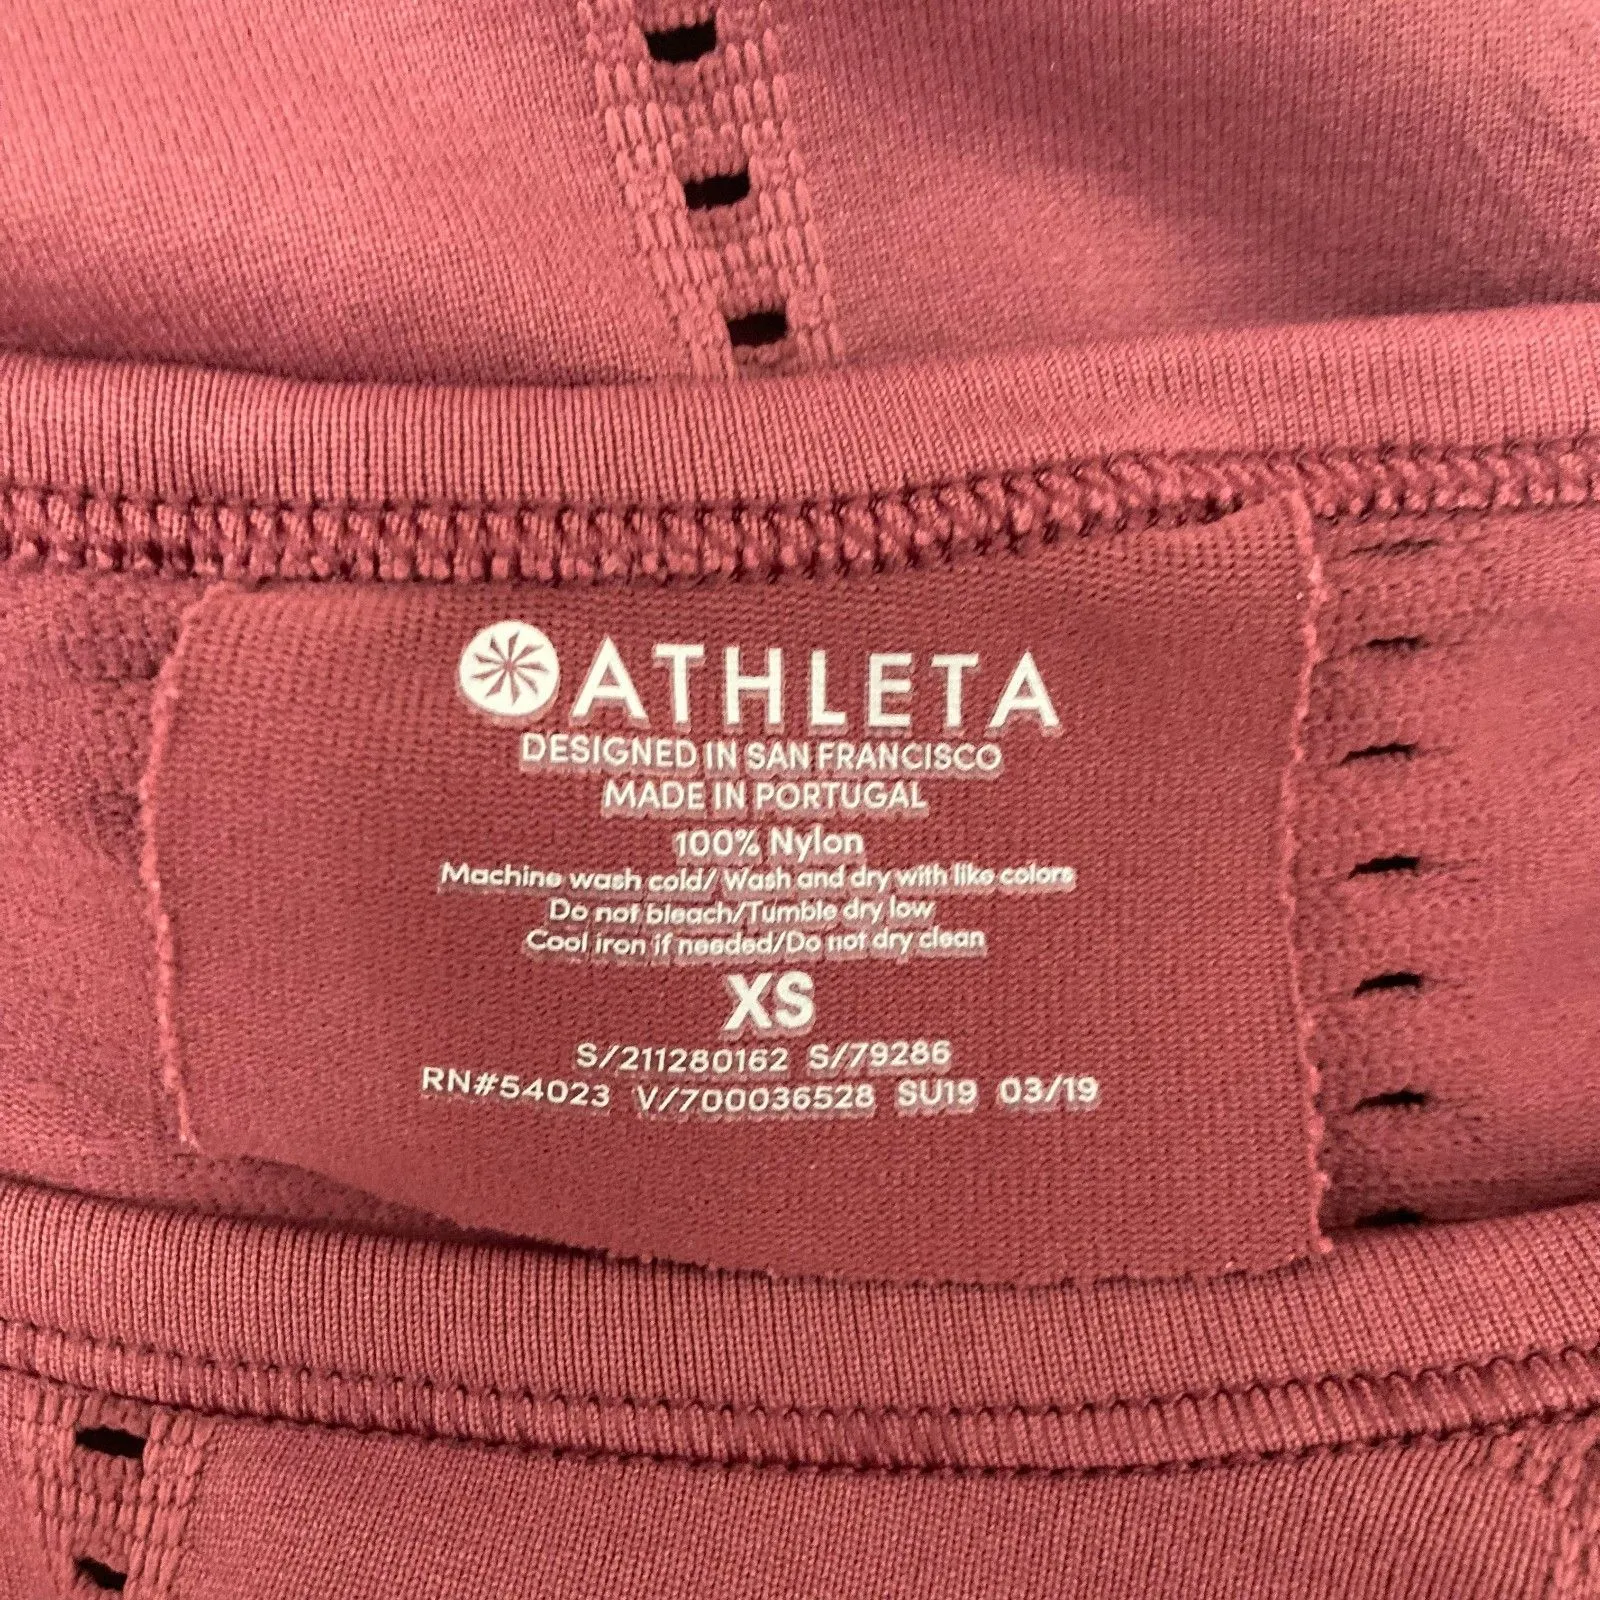 ATHLETA
DESIGNED IN SAN FRANCISCO
MADE IN PORTUGAL
100% Nylon
Machine wash cold/ Wash and dry with like colors
Do not bleach/Tumble dry low
Cool iron if needed/Do not dry clean
XS
S/211280162 S/79286
RN#54023 V/700036528 SU19 03/19